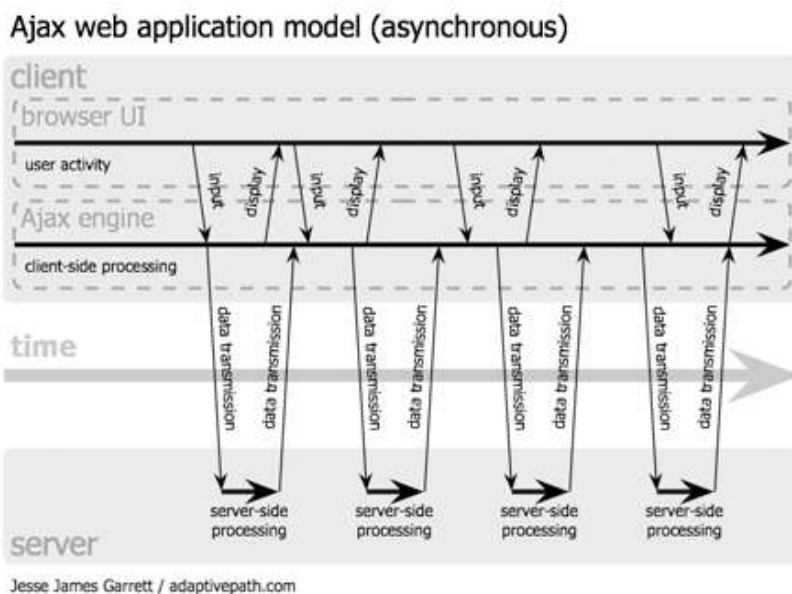 Ajax web application model (asynchronous)
client
browser UI
user activity
input
display
input
display
input
display
input
display
Ajax engine
client-side processing
data transmission
data transmission
data transmission
data transmission
data transmission
data transmission
data transmission
data transmission
time
server-side
processing
server-side
processing
server-side
processing
server-side
processing
server
Jesse James Garrett / adaptivepath.com